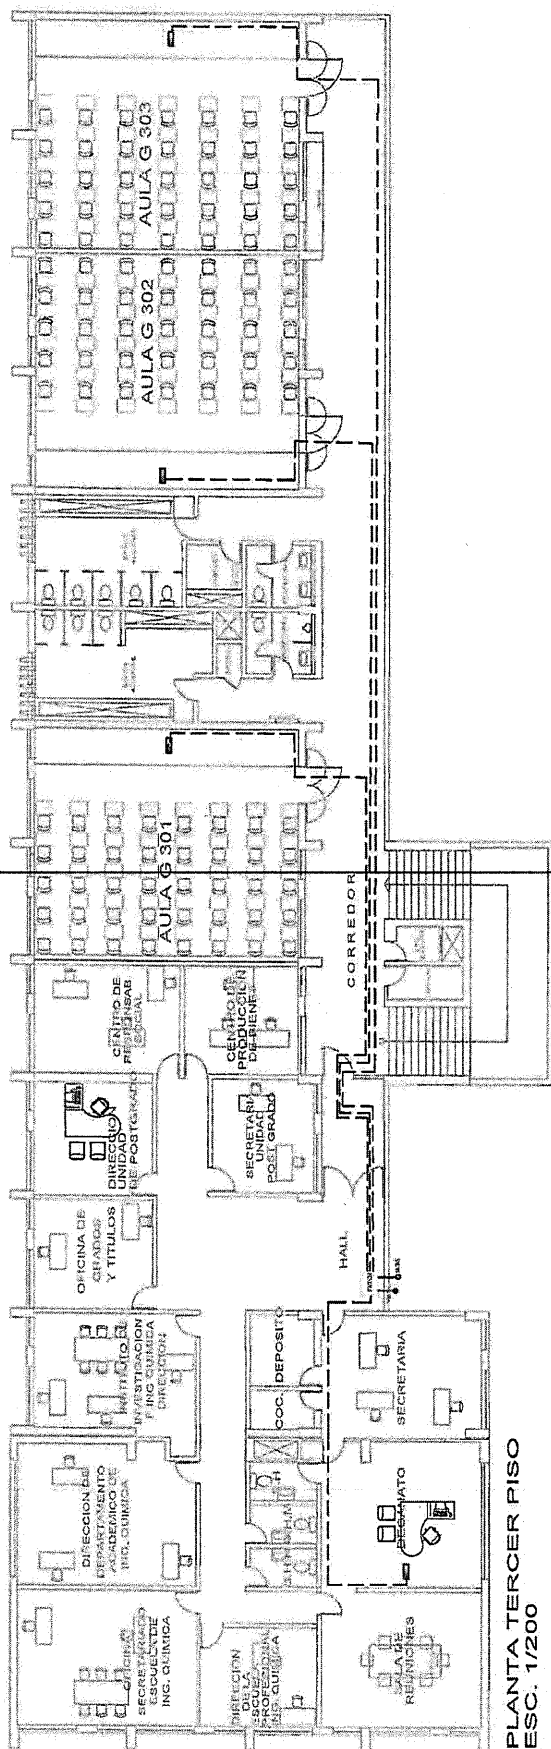 AULA G 303
AULA G 302
AULA G 301
CORREDOR
CENTRO DE
RESPONSAB
SOCIAL
CENTRO DE
PRODUCCION
DE BIENES
DIRECCIO
UNIDAD
DE POSTGRADO
SECRETARIA
UNIDAD
POST GRADO
OFICINA DE
GRADOS
Y TITULOS
HALL
INSTITUTO DE
INVESTIGACION
F. ING QUIMICA
DIRECCION
COC.
DEPOSITO
SECRETARIA
DIRECCION DE
DEPARTAMENTO
ACADEMICO DE
ING. QUIMICA
S.H.H
S.H.M
DECANATO
OFICINA
SECRETARIADO
ESCUELA DE
ING. QUIMICA
DIRECCION
DE LA
ESCUELA
PROFESIONAL
ING QUIMICA
SALA DE
REUNIONES
PLANTA TERCER PISO
ESC. 1/200